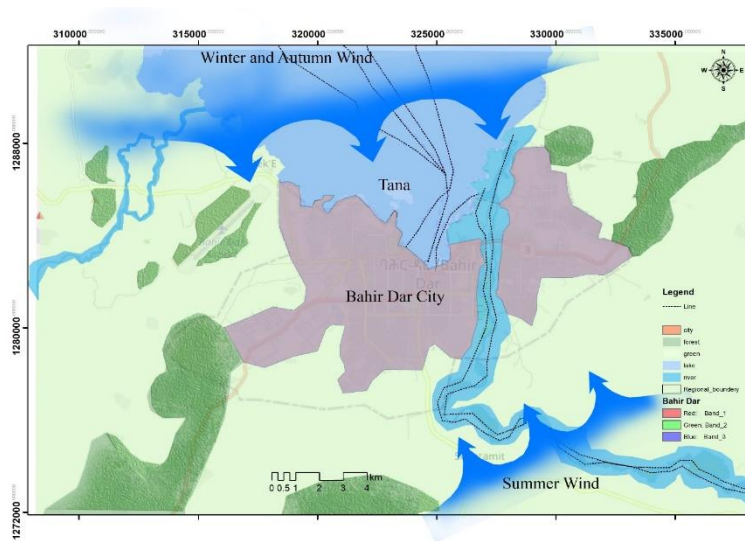 310000 315000 320000 325000 330000 335000
Winter and Autumn Wind
N
W E
S
1288000
Tana
Bahir Dar City
Dar
1280000
Legend
Line
city
forest
green
lake
river
Regional_boundery
Bahir Dar
Red: Band_1
Green: Band_2
Blue: Band_3
km
0 0.5 1 2 3 4
Summer Wind
1272000